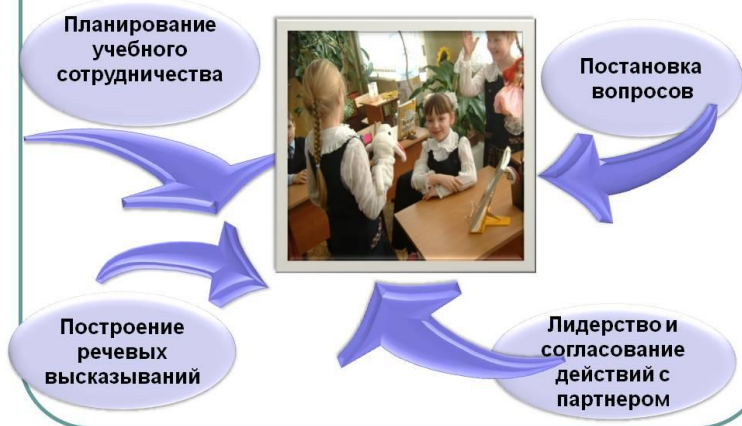 Планирование
учебного
сотрудничества
Постановка
вопросов
Построение
речевых
высказываний
Лидерство и
согласование
действий с
партнером